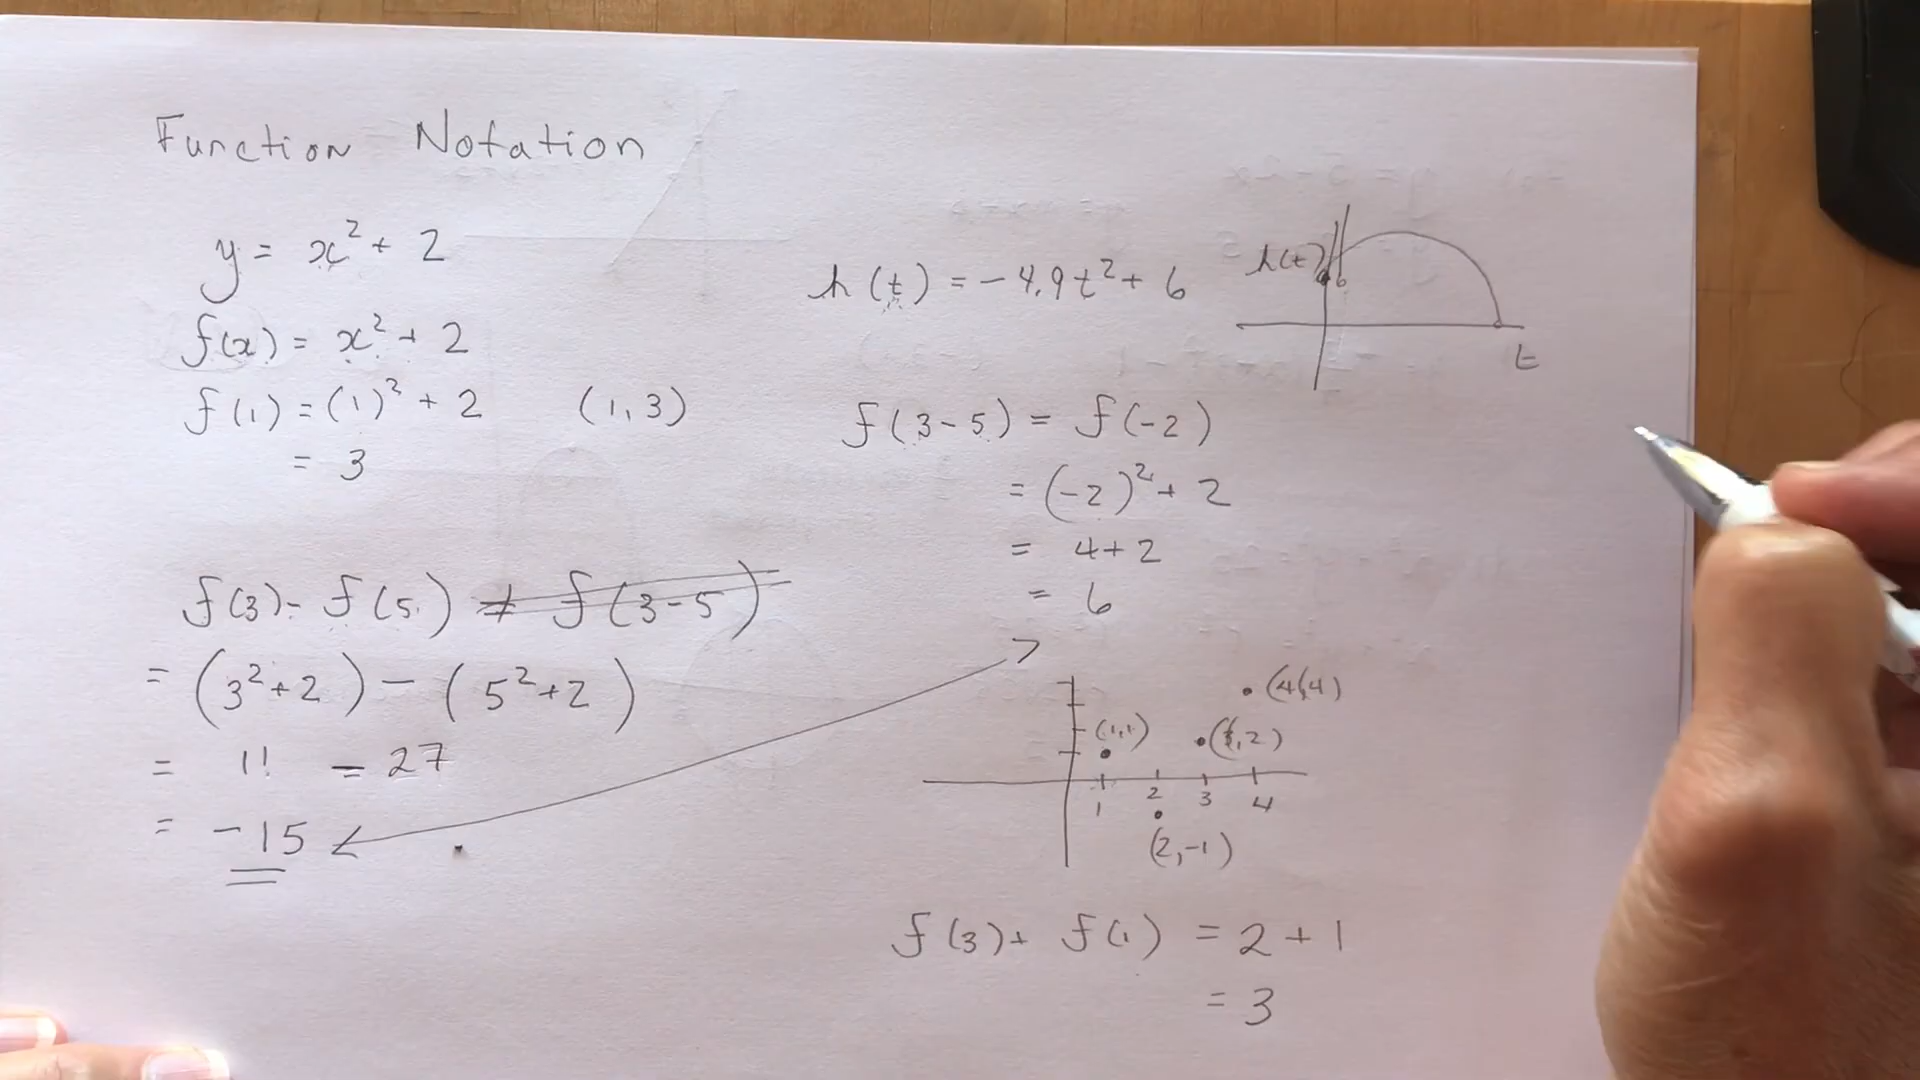 Function Notation
y = x² + 2
f(x) = x² + 2
f(1) = (1)² + 2 (1, 3)
= 3
f(3) - f(5) ≠ f(3-5)
= (3²+2) - (5²+2)
= 11 - 27
= -15
h(t) = -4.9t² + 6
h(t)
6
t
f(3-5) = f(-2)
= (-2)² + 2
= 4+2
= 6
(4,4)
(1,1)
(3,2)
1 2 3 4
(2,-1)
f(3) + f(1) = 2 + 1
= 3